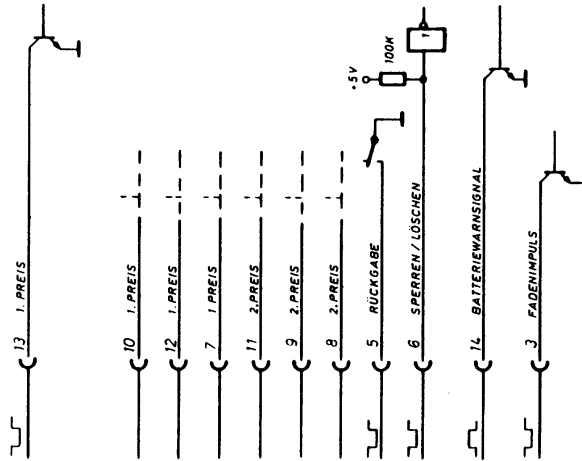 13 1. PREIS
10 1. PREIS
12 1. PREIS
7 1 PREIS
11 2. PREIS
9 2. PREIS
8 2. PREIS
5 RÜCKGABE
6 SPERREN / LÖSCHEN
+5V
100K
1
14 BATTERIEWARNSIGNAL
3 FADENIMPULS